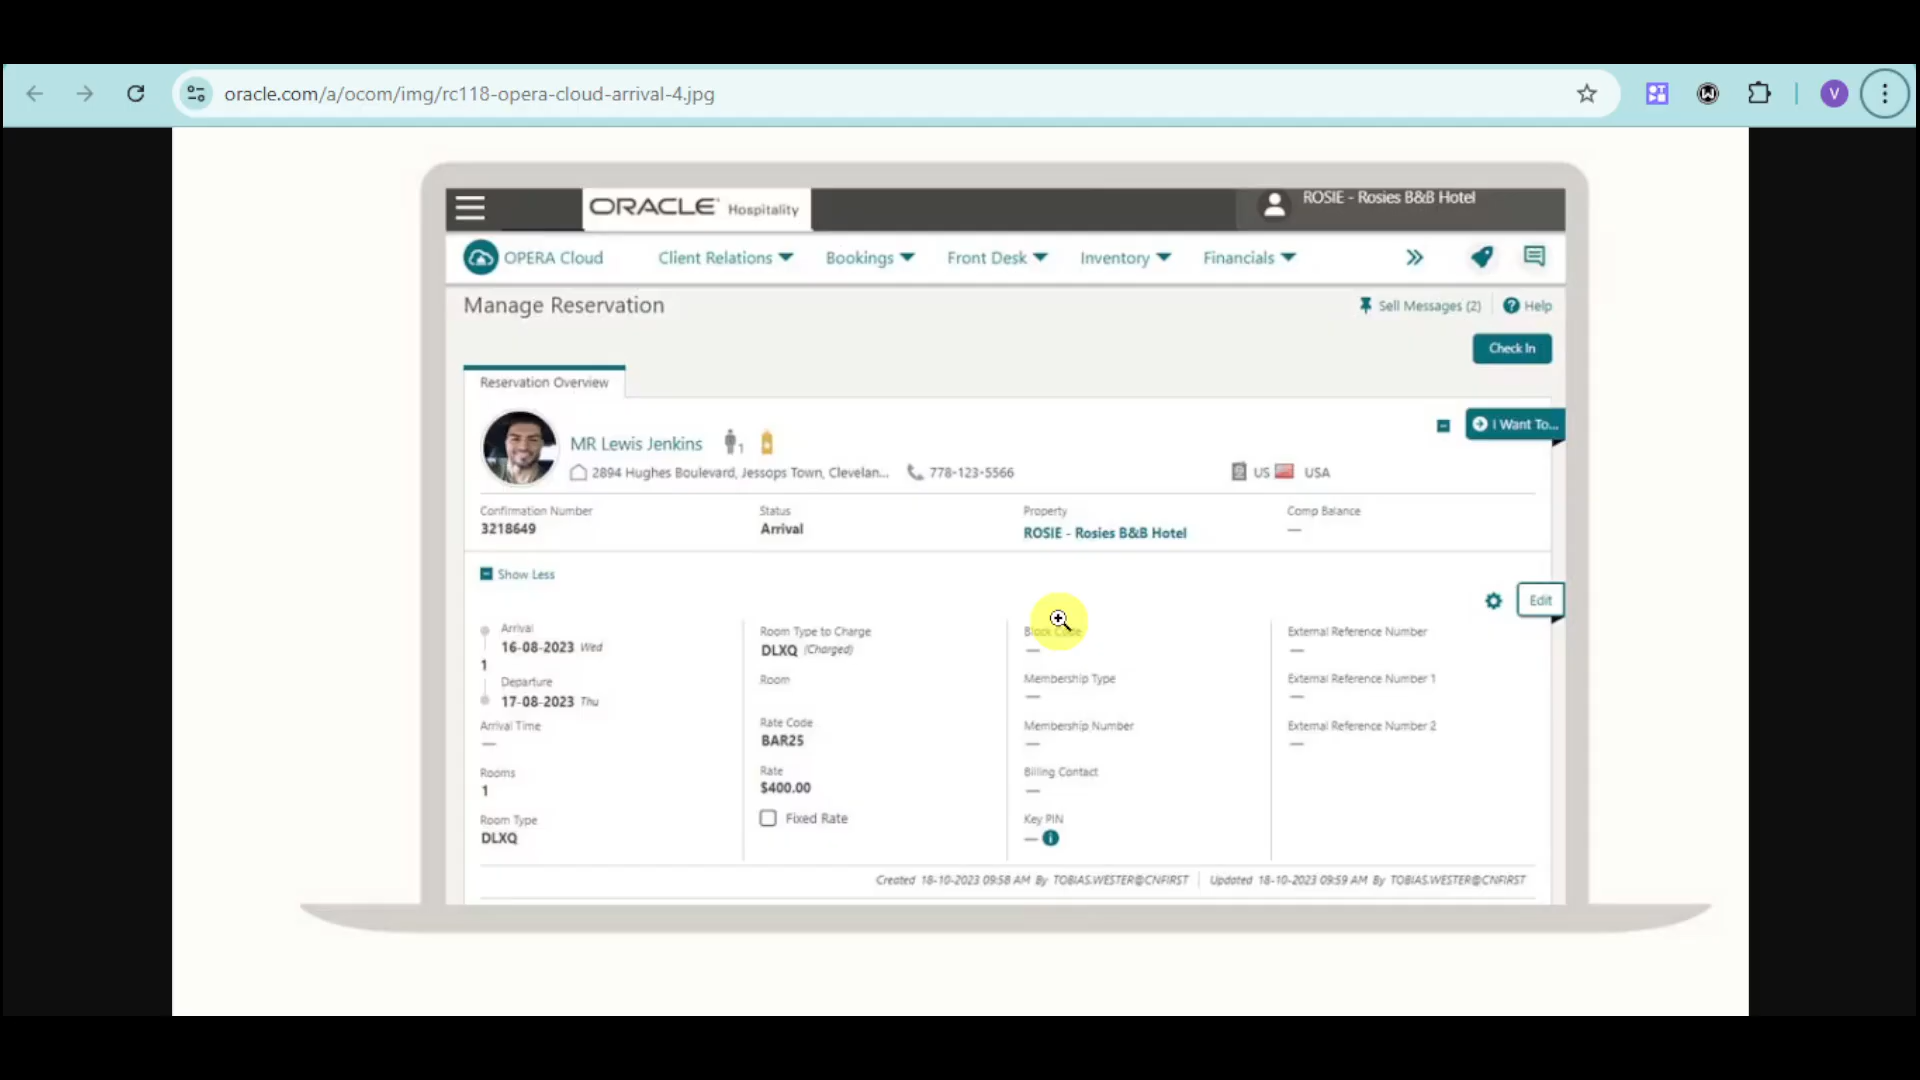 oracle.com/a/ocom/img/rc118-opera-cloud-arrival-4.jpg
V
ORACLE Hospitality
ROSIE - Rosies B&B Hotel
OPERA Cloud Client Relations Bookings Front Desk Inventory Financials
Manage Reservation
Sell Messages (2) Help
Check In
Reservation Overview
I Want To...
MR Lewis Jenkins 1
2894 Hughes Boulevard, Jessops Town, Clevelan... 778-123-5566 US USA
Confirmation Number Status Property Comp Balance
3218649 Arrival ROSIE - Rosies B&B Hotel —
Show Less
Edit
Arrival
16-08-2023 Wed
1
Departure
17-08-2023 Thu
Arrival Time
—
Rooms
1
Room Type
DLXQ
Room Type to Charge
DLXQ (Charged)
Room
Rate Code
BAR25
Rate
$400.00
Fixed Rate
Block Code
—
Membership Type
—
Membership Number
—
Billing Contact
—
Key PIN
—
External Reference Number
—
External Reference Number 1
—
External Reference Number 2
—
Created 18-10-2023 09:58 AM By TOBIAS.WESTER@CNFIRST Updated 18-10-2023 09:59 AM By TOBIAS.WESTER@CNFIRST